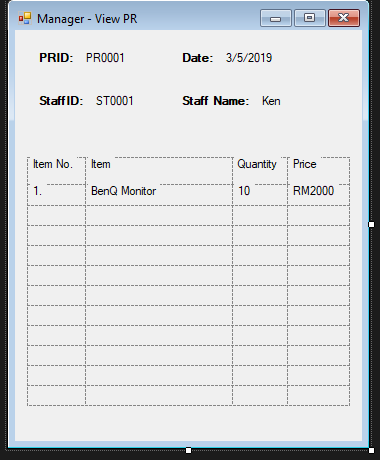 Manager - View PR
PRID: PR0001 Date: 3/5/2019
StaffID: ST0001 Staff Name: Ken
Item No. Item Quantity Price
1. BenQ Monitor 10 RM2000